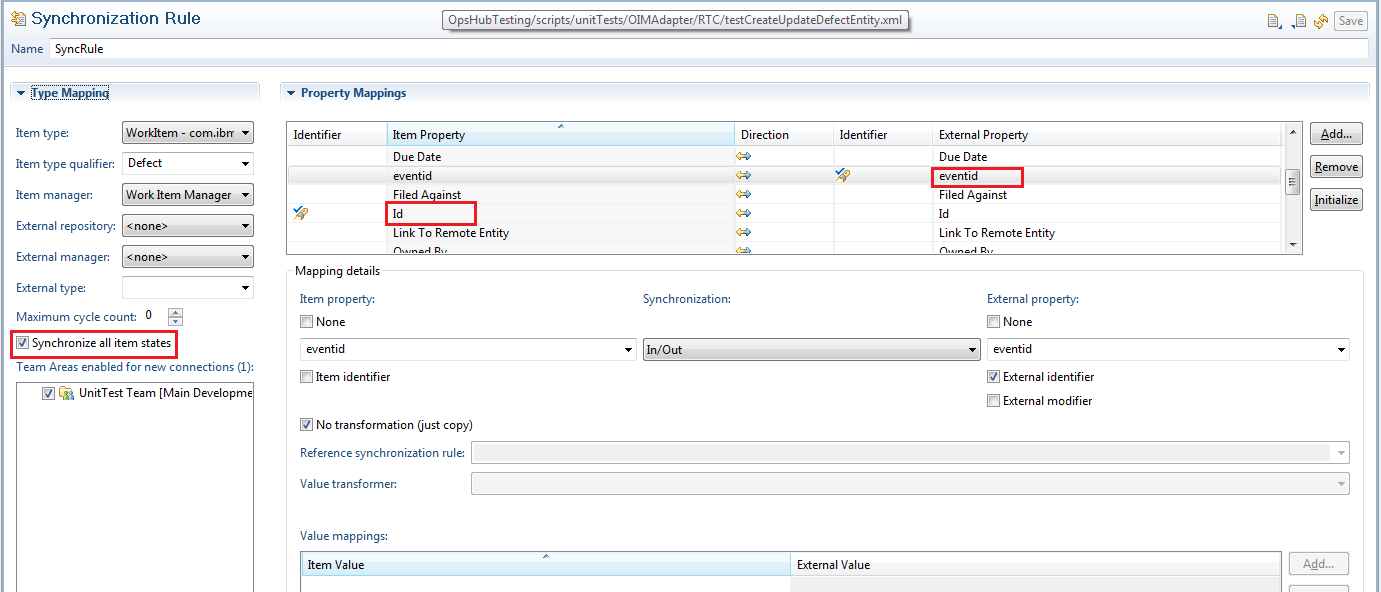 Synchronization Rule
OpsHubTesting/scripts/unitTests/OIMAdapter/RTC/testCreateUpdateDefectEntity.xml
Save
Name SyncRule
Type Mapping
Item type: WorkItem - com.ibm
Item type qualifier: Defect
Item manager: Work Item Manager
External repository: <none>
External manager: <none>
External type:
Maximum cycle count: 0
Synchronize all item states
Team Areas enabled for new connections (1):
UnitTest Team [Main Developme
Property Mappings
Identifier Item Property Direction Identifier External Property
Due Date Due Date
eventid eventid
Filed Against Filed Against
Id Id
Link To Remote Entity Link To Remote Entity
Owned By Owned By
Add...
Remove
Initialize
Mapping details
Item property: Synchronization: External property:
None None
eventid In/Out eventid
Item identifier External identifier
External modifier
No transformation (just copy)
Reference synchronization rule:
Value transformer:
Value mappings:
Item Value External Value
Add...